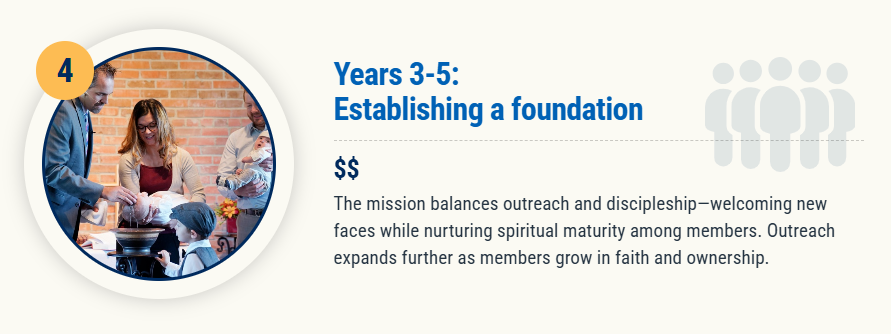 4
Years 3-5:
Establishing a foundation
$$
The mission balances outreach and discipleship—welcoming new
faces while nurturing spiritual maturity among members. Outreach
expands further as members grow in faith and ownership.